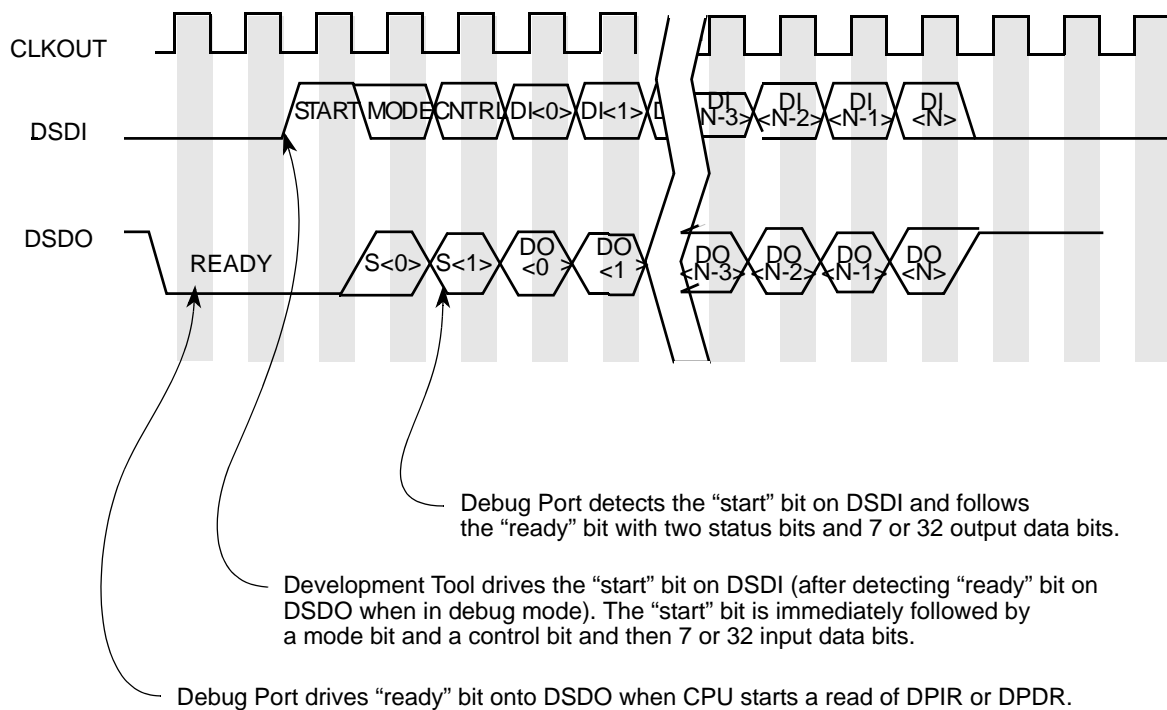 CLKOUT
DSDI
START MODE CNTRL DI<0> DI<1> DI N-3> DI <N-2> DI <N-1> DI <N>
DSDO
READY S<0> S<1> DO <0 > DO <1 > DO <N-3> DO <N-2> DO <N-1> DO <N>
Debug Port detects the “start” bit on DSDI and follows
the “ready” bit with two status bits and 7 or 32 output data bits.
Development Tool drives the “start” bit on DSDI (after detecting “ready” bit on
DSDO when in debug mode). The “start” bit is immediately followed by
a mode bit and a control bit and then 7 or 32 input data bits.
Debug Port drives “ready” bit onto DSDO when CPU starts a read of DPIR or DPDR.